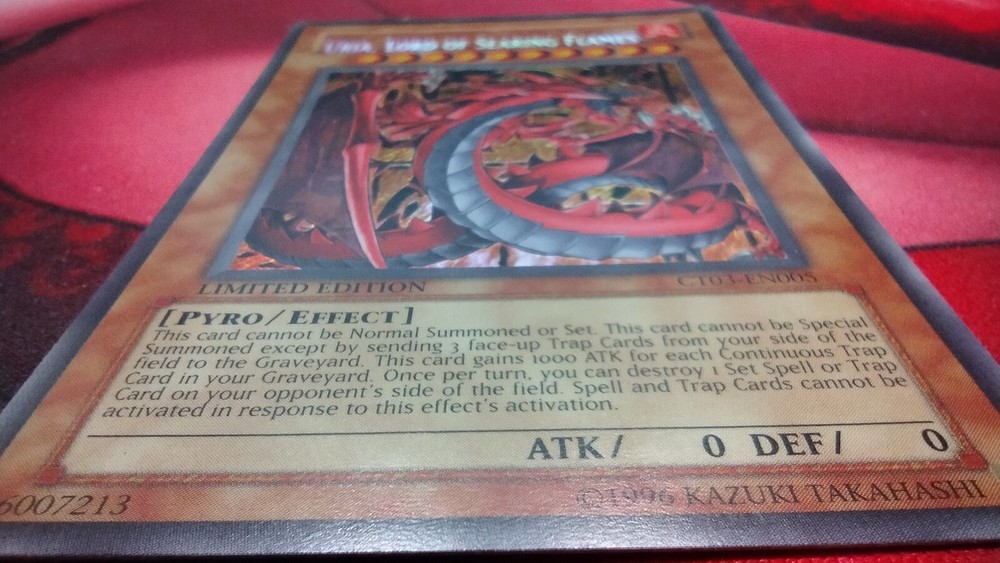 Uria, Lord of Searing Flames
LIMITED EDITION
CT03-EN005
[Pyro/Effect]
This card cannot be Normal Summoned or Set. This card cannot be Special
Summoned except by sending 3 face-up Trap Cards from your side of the
field to the Graveyard. This card gains 1000 ATK for each Continuous Trap
Card in your Graveyard. Once per turn, you can destroy 1 Set Spell or Trap
Card on your opponent's side of the field. Spell and Trap Cards cannot be
activated in response to this effect's activation.
ATK/ 0 DEF/ 0
6007213
©1996 KAZUKI TAKAHASHI